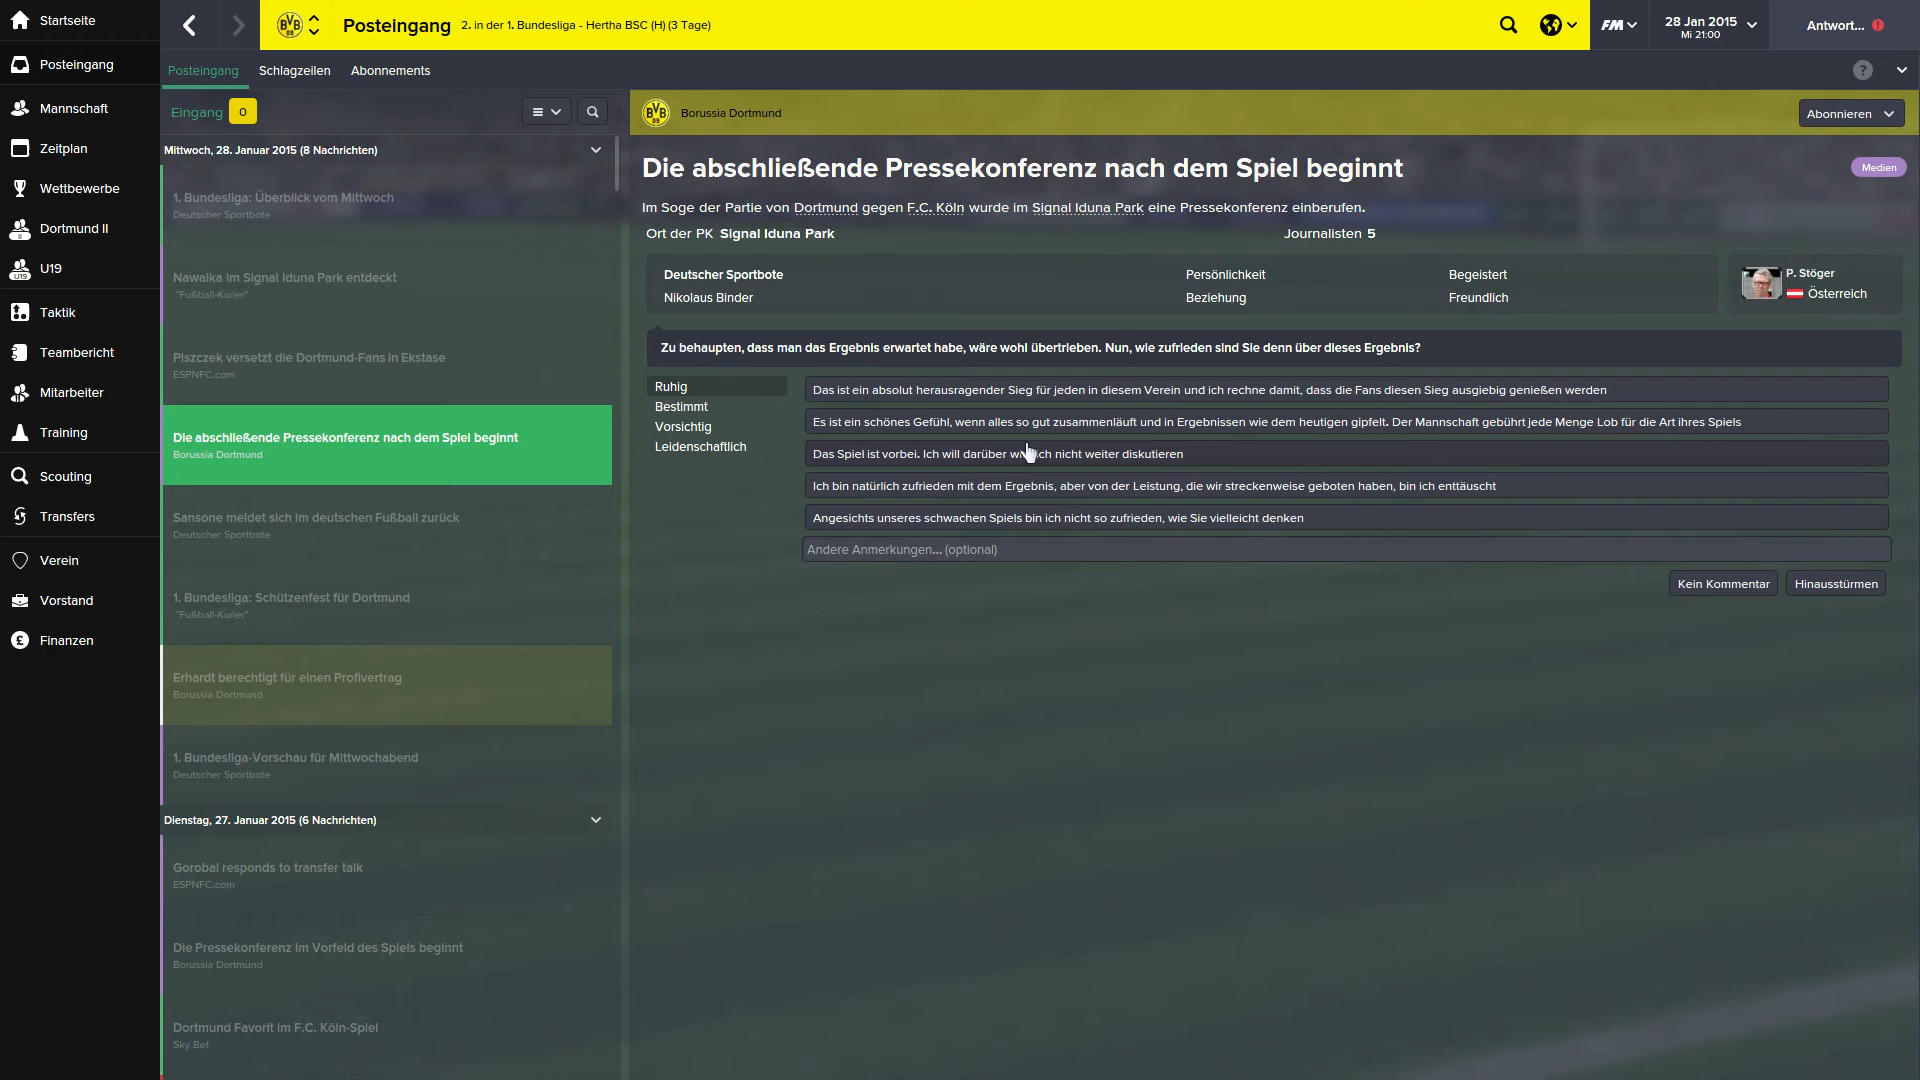 Startseite
Posteingang
Mannschaft
Zeitplan
Wettbewerbe
Dortmund II
U19
Taktik
Teambericht
Mitarbeiter
Training
Scouting
Transfers
Verein
Vorstand
Finanzen
Posteingang 2. in der 1. Bundesliga - Hertha BSC (H) (3 Tage)
FM
28 Jan 2015
Mi 21:00
Antwort...
Posteingang Schlagzeilen Abonnements
Eingang 0
Mittwoch, 28. Januar 2015 (8 Nachrichten)
1. Bundesliga: Überblick vom Mittwoch
Deutscher Sportbote
Nawalka im Signal Iduna Park entdeckt
"Fußball-Kurier"
Piszczek versetzt die Dortmund-Fans in Ekstase
ESPNFC.com
Die abschließende Pressekonferenz nach dem Spiel beginnt
Borussia Dortmund
Sansone meldet sich im deutschen Fußball zurück
Deutscher Sportbote
1. Bundesliga: Schützenfest für Dortmund
"Fußball-Kurier"
Erhardt berechtigt für einen Profivertrag
Borussia Dortmund
1. Bundesliga-Vorschau für Mittwochabend
Deutscher Sportbote
Dienstag, 27. Januar 2015 (6 Nachrichten)
Gorobal responds to transfer talk
ESPNFC.com
Die Pressekonferenz im Vorfeld des Spiels beginnt
Borussia Dortmund
Dortmund Favorit im F.C. Köln-Spiel
Sky Bet
Borussia Dortmund
Abonnieren
Die abschließende Pressekonferenz nach dem Spiel beginnt
Medien
Im Soge der Partie von Dortmund gegen F.C. Köln wurde im Signal Iduna Park eine Pressekonferenz einberufen.
Ort der PK Signal Iduna Park Journalisten 5
Deutscher Sportbote Persönlichkeit Begeistert
Nikolaus Binder Beziehung Freundlich
P. Stöger
Österreich
Zu behaupten, dass man das Ergebnis erwartet habe, wäre wohl übertrieben. Nun, wie zufrieden sind Sie denn über dieses Ergebnis?
Ruhig
Bestimmt
Vorsichtig
Leidenschaftlich
Das ist ein absolut herausragender Sieg für jeden in diesem Verein und ich rechne damit, dass die Fans diesen Sieg ausgiebig genießen werden
Es ist ein schönes Gefühl, wenn alles so gut zusammenläuft und in Ergebnissen wie dem heutigen gipfelt. Der Mannschaft gebührt jede Menge Lob für die Art ihres Spiels
Das Spiel ist vorbei. Ich will darüber wirklich nicht weiter diskutieren
Ich bin natürlich zufrieden mit dem Ergebnis, aber von der Leistung, die wir streckenweise geboten haben, bin ich enttäuscht
Angesichts unseres schwachen Spiels bin ich nicht so zufrieden, wie Sie vielleicht denken
Andere Anmerkungen... (optional)
Kein Kommentar Hinausstürmen